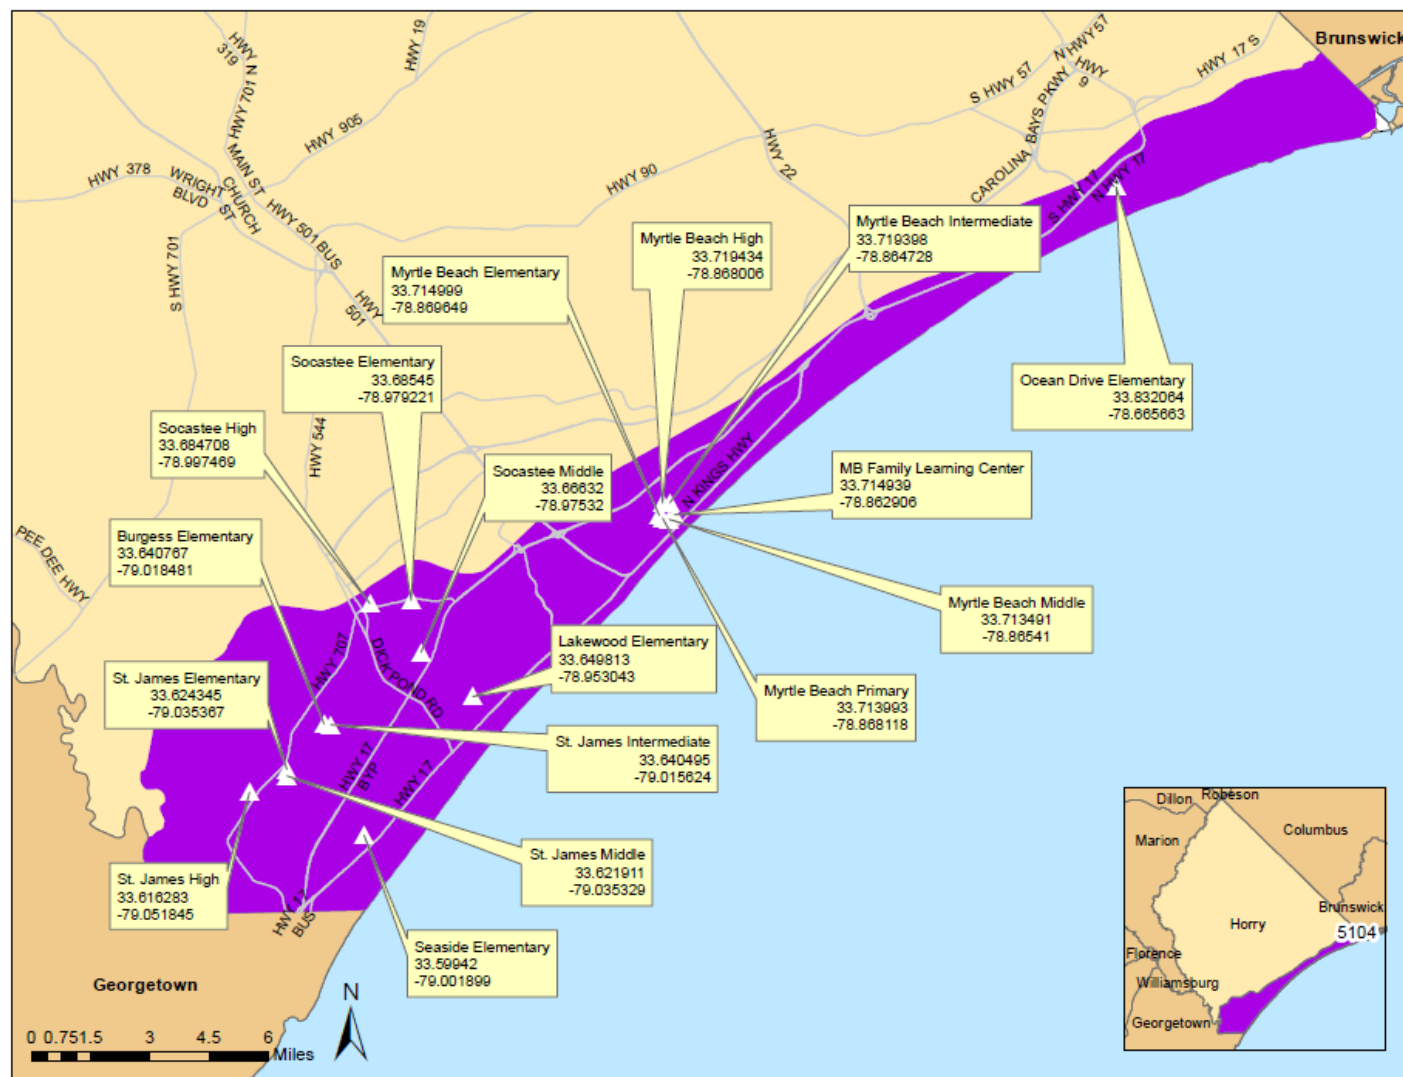 Brunswick
HWY
319
HWY 19
N HWY57
HWY 17 S
HWY
9
S HWY 57
HWY 701 N
HWY 905
CAROLINA BAYS PKWY
HWY 22
MAIN ST
HWY 378
WRIGHT
BLVD
CHURCH
ST
HWY 90
S HWY 17
N HWY 17
HWY 501 BUS
S HWY 701
HWY
501
Myrtle Beach Intermediate
33.719398
-78.864728
Myrtle Beach High
33.719434
-78.868006
Myrtle Beach Elementary
33.714999
-78.869649
Socastee Elementary
33.68545
-78.979221
Ocean Drive Elementary
33.832064
-78.665663
Socastee High
33.684708
-78.997469
HWY 544
Socastee Middle
33.66632
-78.97532
N KINGS HWY
MB Family Learning Center
33.714939
-78.862906
Burgess Elementary
33.640767
-79.018481
PEE DEE HWY
Myrtle Beach Middle
33.713491
-78.86541
Lakewood Elementary
33.649813
-78.953043
HWY 707
DICK POND RD
St. James Elementary
33.624345
-79.035367
Myrtle Beach Primary
33.713993
-78.868118
St. James Intermediate
33.640495
-79.015624
HWY 17
BYP
HWY 17
St. James Middle
33.621911
-79.035329
St. James High
33.616283
-79.051845
HWY 17
BUS
Seaside Elementary
33.59942
-79.001899
Georgetown
N
0 0.751.5 3 4.5 6
Miles
Dillon
Robeson
Marion
Columbus
Brunswick
Horry
5104
Florence
Williamsburg
Georgetown